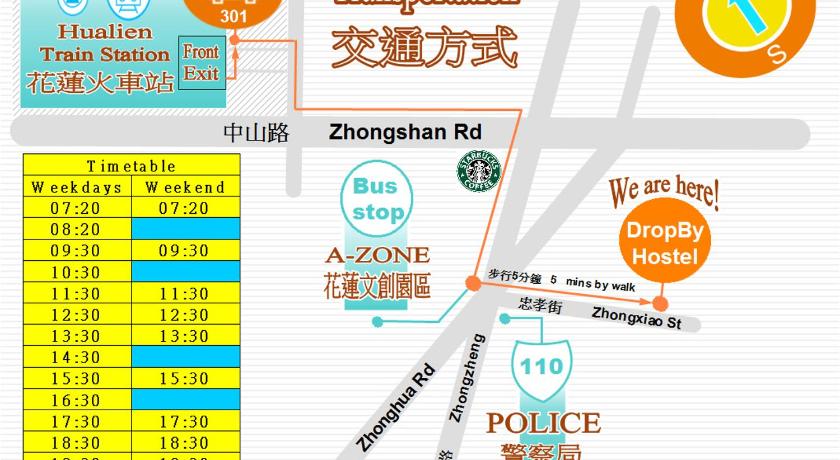 301
Hualien
Train Station
花蓮火車站
Front
Exit
Transportation
交通方式
S
中山路 Zhongshan Rd
STARBUCKS
COFFEE
Timetable
Weekdays Weekend
07:20 07:20
08:20
09:30 09:30
10:30
11:30 11:30
12:30 12:30
13:30 13:30
14:30
15:30 15:30
16:30
17:30 17:30
18:30 18:30
Bus
stop
A-ZONE
花蓮文創園區
We are here!
DropBy
Hostel
步行5分鐘 5 mins by walk
忠孝街 Zhongxiao St
Zhonghua Rd
Zhongzheng
路
110
POLICE
警察局